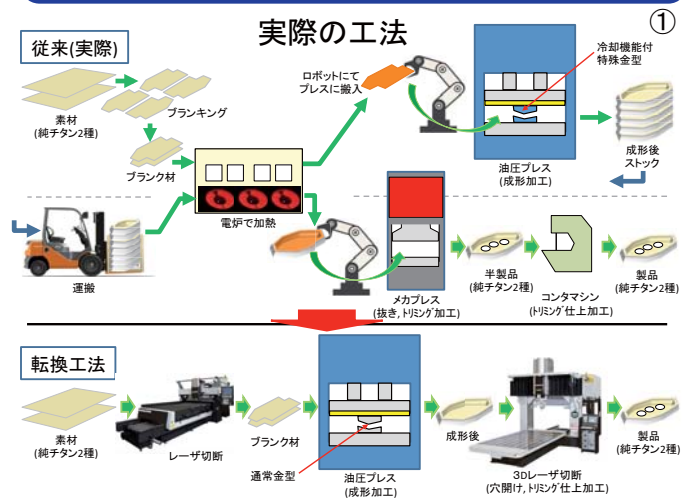 実際の工法
①
従来(実際)
素材
(純チタン2種)
ブランキング
ブランク材
ロボットにて
プレスに搬入
冷却機能付
特殊金型
油圧プレス
(成形加工)
成形後
ストック
電炉で加熱
運搬
メカプレス
(抜き,トリミング加工)
半製品
(純チタン2種)
コンタマシン
(トリミング仕上加工)
製品
(純チタン2種)
転換工法
素材
(純チタン2種)
レーザ切断
ブランク材
通常金型
油圧プレス
(成形加工)
成形後
3Dレーザ切断
(穴開け,トリミング仕上加工)
製品
(純チタン2種)